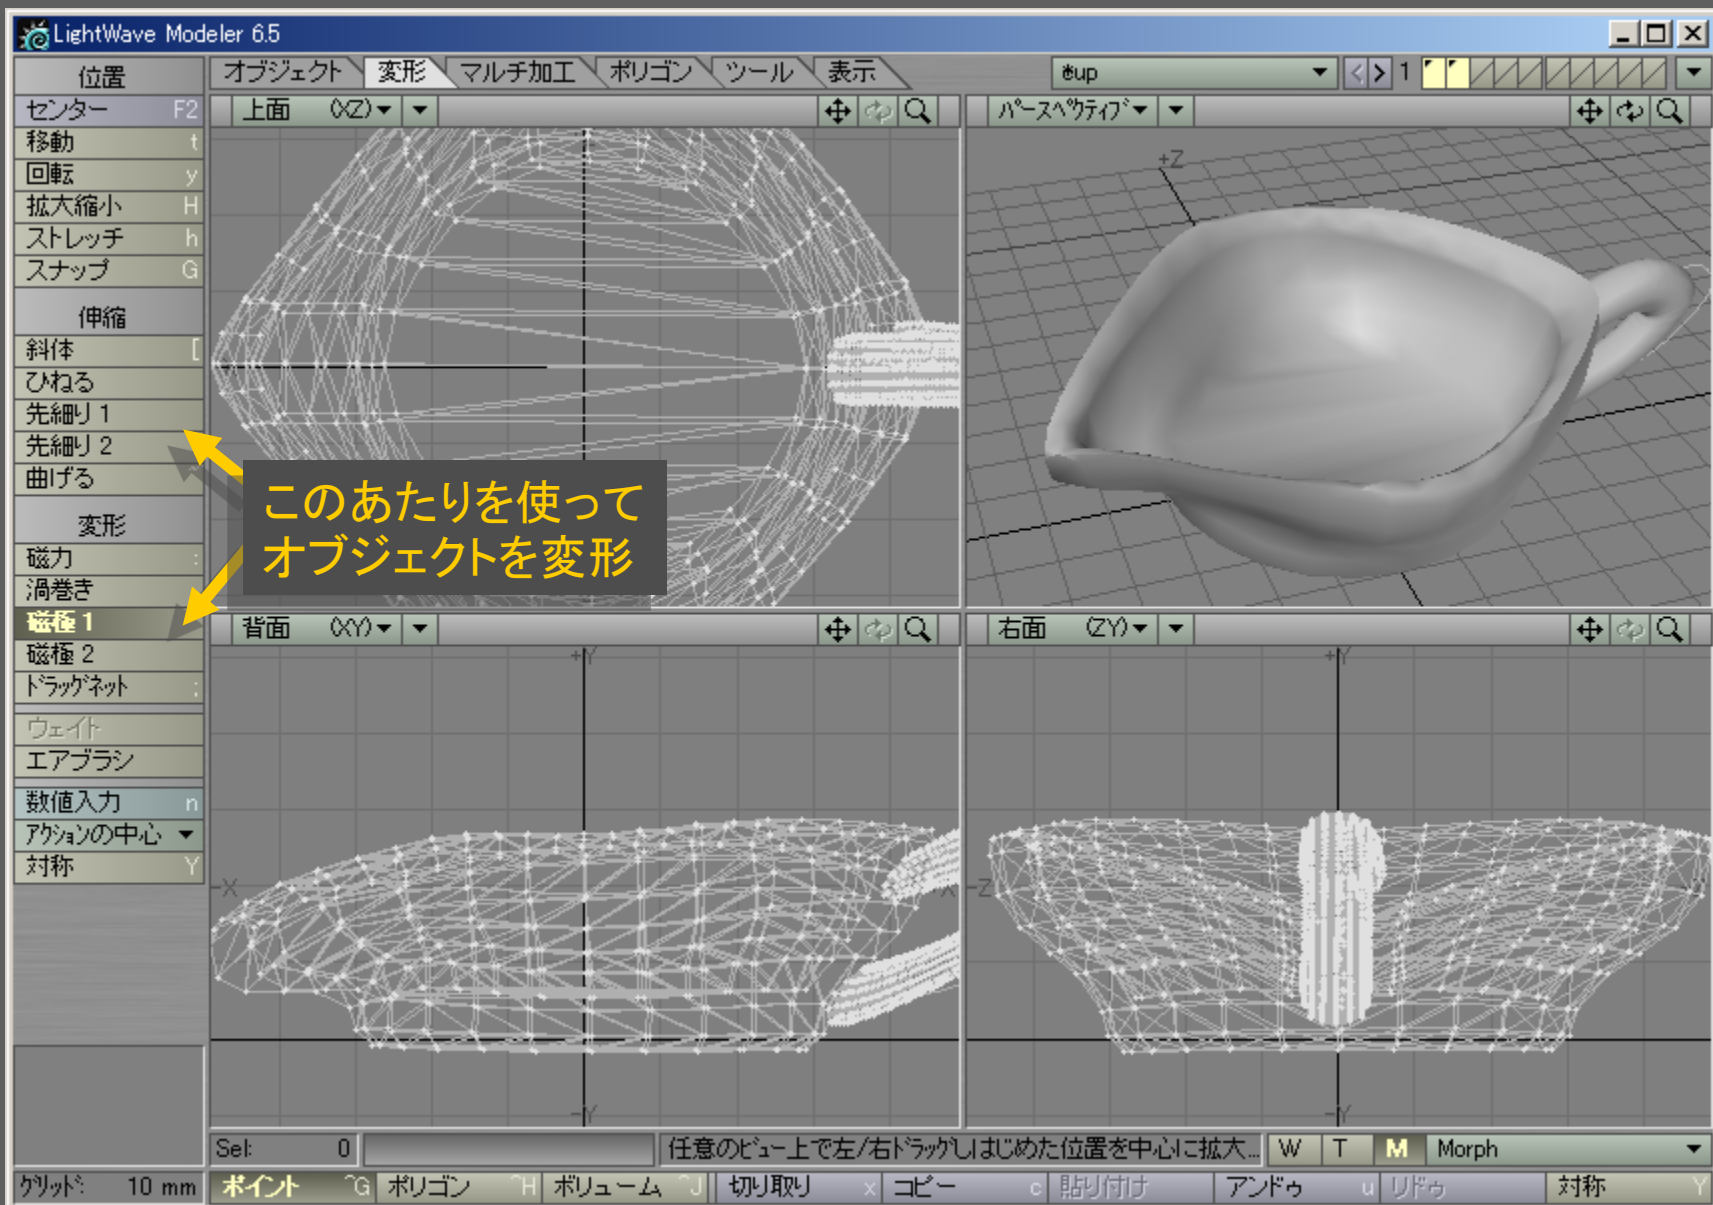 LightWave Modeler 6.5
位置
オブジェクト
変形
マルチ加工
ポリゴン
ツール
表示
up
1
センター F2
上面 (XZ)
パースペクティブ
移動 t
回転 y
拡大縮小 H
ストレッチ h
スナップ G
伸縮
斜体 [
ひねる
先細り 1
先細り 2
曲げる
変形
磁力 :
渦巻き
磁極 1
磁極 2
ドラッグネット ;
ウェイト
エアブラシ
数値入力 n
アクションの中心
対称 Y
+Z
このあたりを使って
オブジェクトを変形
背面 (XY)
右面 (ZY)
+Y
-X
-Y
+Y
-Z
-Y
Sel: 0
任意のビュー上で左/右ドラッグしはじめた位置を中心に拡大...
W
T
M
Morph
グリッド: 10 mm
ポイント ^G
ポリゴン ^H
ボリューム ^J
切り取り x
コピー c
貼り付け
アンドゥ u
リドゥ
対称 Y